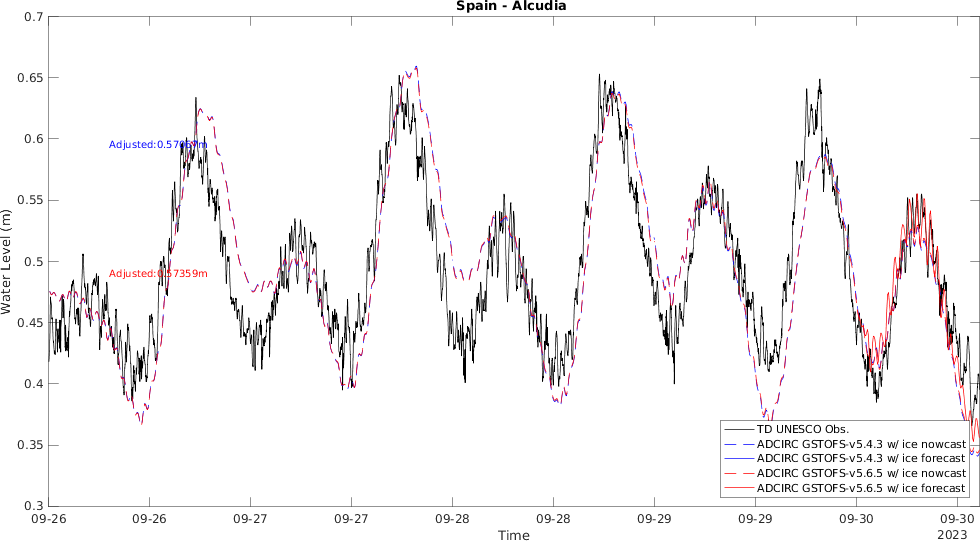 Spain - Alcudia
0.7
0.65
0.6
0.55
0.5
0.45
0.4
0.35
0.3
Water Level (m)
Adjusted:0.57359m
TD UNESCO Obs.
ADCIRC GSTOFS-v5.4.3 w/ ice nowcast
ADCIRC GSTOFS-v5.4.3 w/ ice forecast
ADCIRC GSTOFS-v5.6.5 w/ ice nowcast
ADCIRC GSTOFS-v5.6.5 w/ ice forecast
09-26 09-26 09-27 09-27 09-28 09-28 09-29 09-29 09-30 09-30
Time
2023